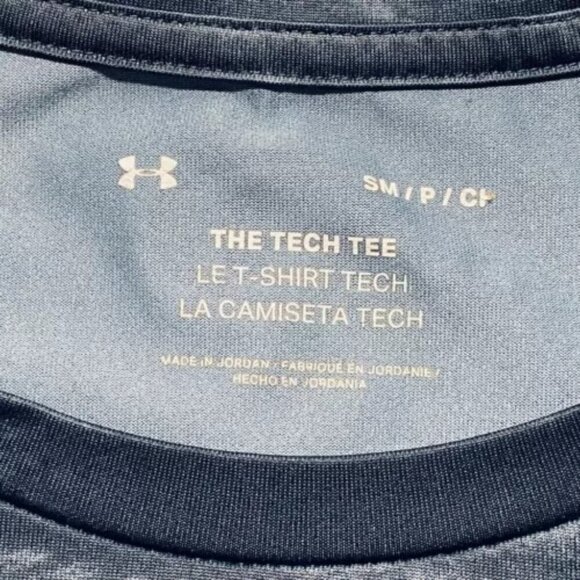 SM / P / CH
THE TECH TEE
LE T-SHIRT TECH
LA CAMISETA TECH
MADE IN JORDAN / FABRIQUÉ EN JORDANIE /
HECHO EN JORDANIA